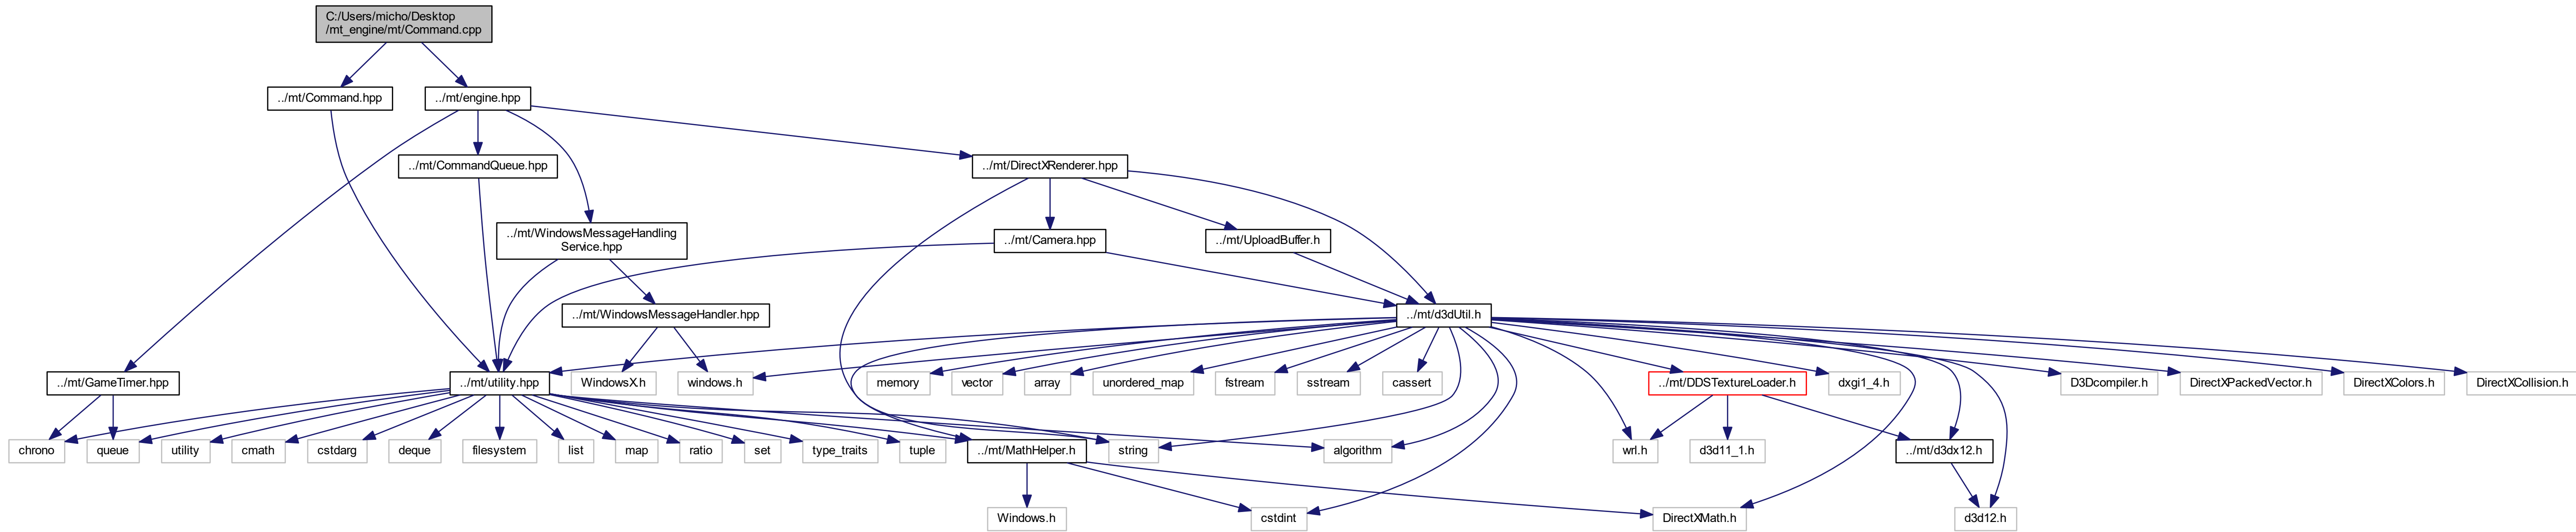 C:/Users/micho/Desktop
/mt_engine/mt/Command.cpp
../mt/Command.hpp
../mt/engine.hpp
../mt/CommandQueue.hpp
../mt/DirectXRenderer.hpp
../mt/WindowsMessageHandling
Service.hpp
../mt/Camera.hpp
../mt/UploadBuffer.h
../mt/WindowsMessageHandler.hpp
../mt/d3dUtil.h
../mt/GameTimer.hpp
../mt/utility.hpp
WindowsX.h
windows.h
memory
vector
array
unordered_map
fstream
sstream
cassert
../mt/DDSTextureLoader.h
dxgi1_4.h
D3Dcompiler.h
DirectXPackedVector.h
DirectXColors.h
DirectXCollision.h
chrono
queue
utility
cmath
cstdarg
deque
filesystem
list
map
ratio
set
type_traits
tuple
../mt/MathHelper.h
string
algorithm
wrl.h
d3d11_1.h
../mt/d3dx12.h
Windows.h
cstdint
DirectXMath.h
d3d12.h